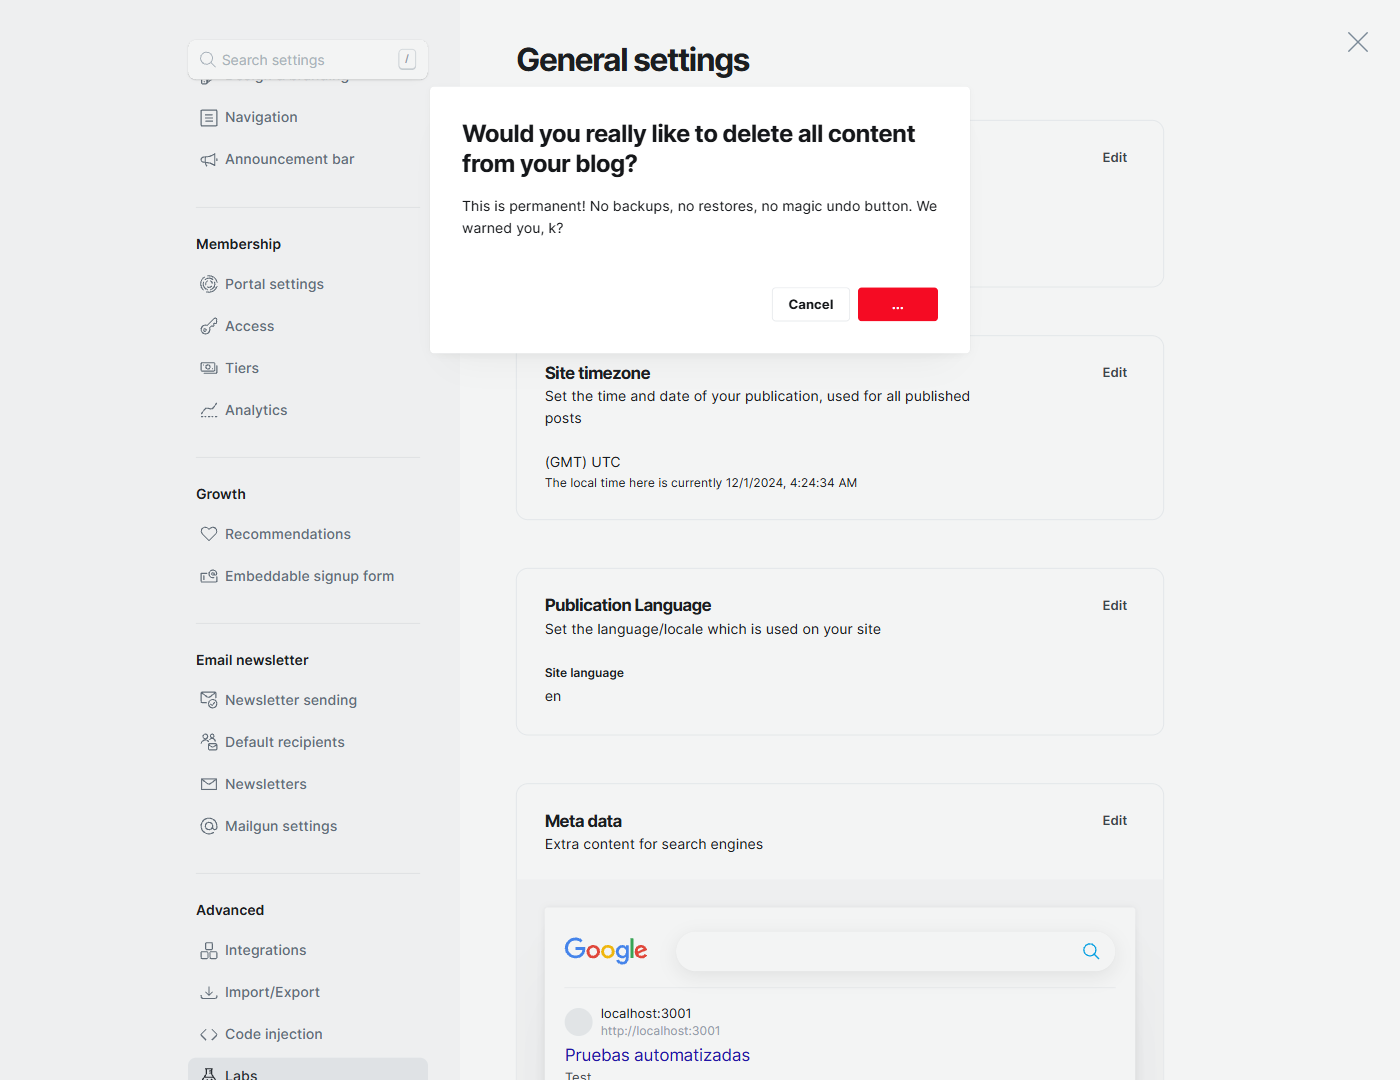 Search settings
/
Navigation
Announcement bar
Membership
Portal settings
Access
Tiers
Analytics
Growth
Recommendations
Embeddable signup form
Email newsletter
Newsletter sending
Default recipients
Newsletters
Mailgun settings
Advanced
Integrations
Import/Export
Code injection
Labs
General settings
Edit
Would you really like to delete all content
from your blog?
This is permanent! No backups, no restores, no magic undo button. We
warned you, k?
Cancel
...
Site timezone
Edit
Set the time and date of your publication, used for all published
posts
(GMT) UTC
The local time here is currently 12/1/2024, 4:24:34 AM
Publication Language
Edit
Set the language/locale which is used on your site
Site language
en
Meta data
Edit
Extra content for search engines
Google
localhost:3001
http://localhost:3001
Pruebas automatizadas
Test